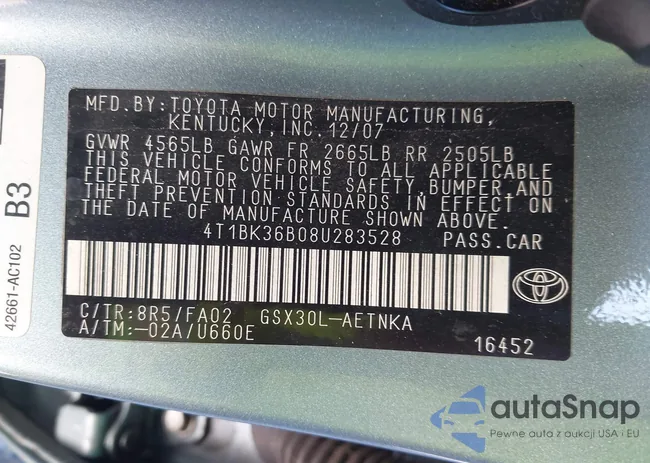 MFD.BY:TOYOTA MOTOR MANUFACTURING,
KENTUCKY,INC.12/07
GVWR 4565LB GAWR FR 2665LB RR 2505LB
THIS VEHICLE CONFORMS TO ALL APPLICABLE
FEDERAL MOTOR VEHICLE SAFETY,BUMPER,AND
THEFT PREVENTION STANDARDS IN EFFECT ON
THE DATE OF MANUFACTURE SHOWN ABOVE.
4T1BK36B08U283528 PASS.CAR
C/TR:8R5/FA02 GSX30L-AETNKA
A/TM:-02A/U660E
16452
42661-AC102 B3
autoSnap
Pewne auta z aukcji USA i EU